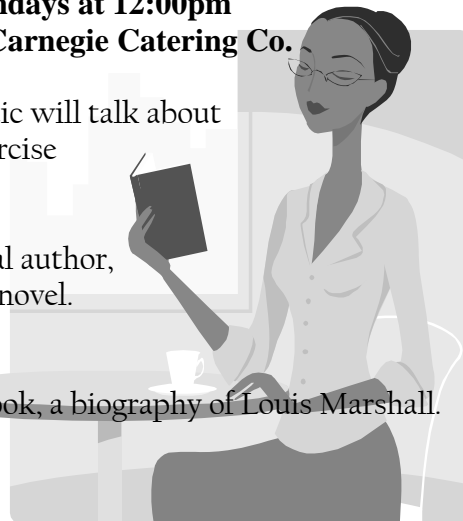 ndays at 12:00pm
Carnegie Catering Co.
ic will talk about
rcise
al author,
novel.
ook, a biography of Louis Marshall.